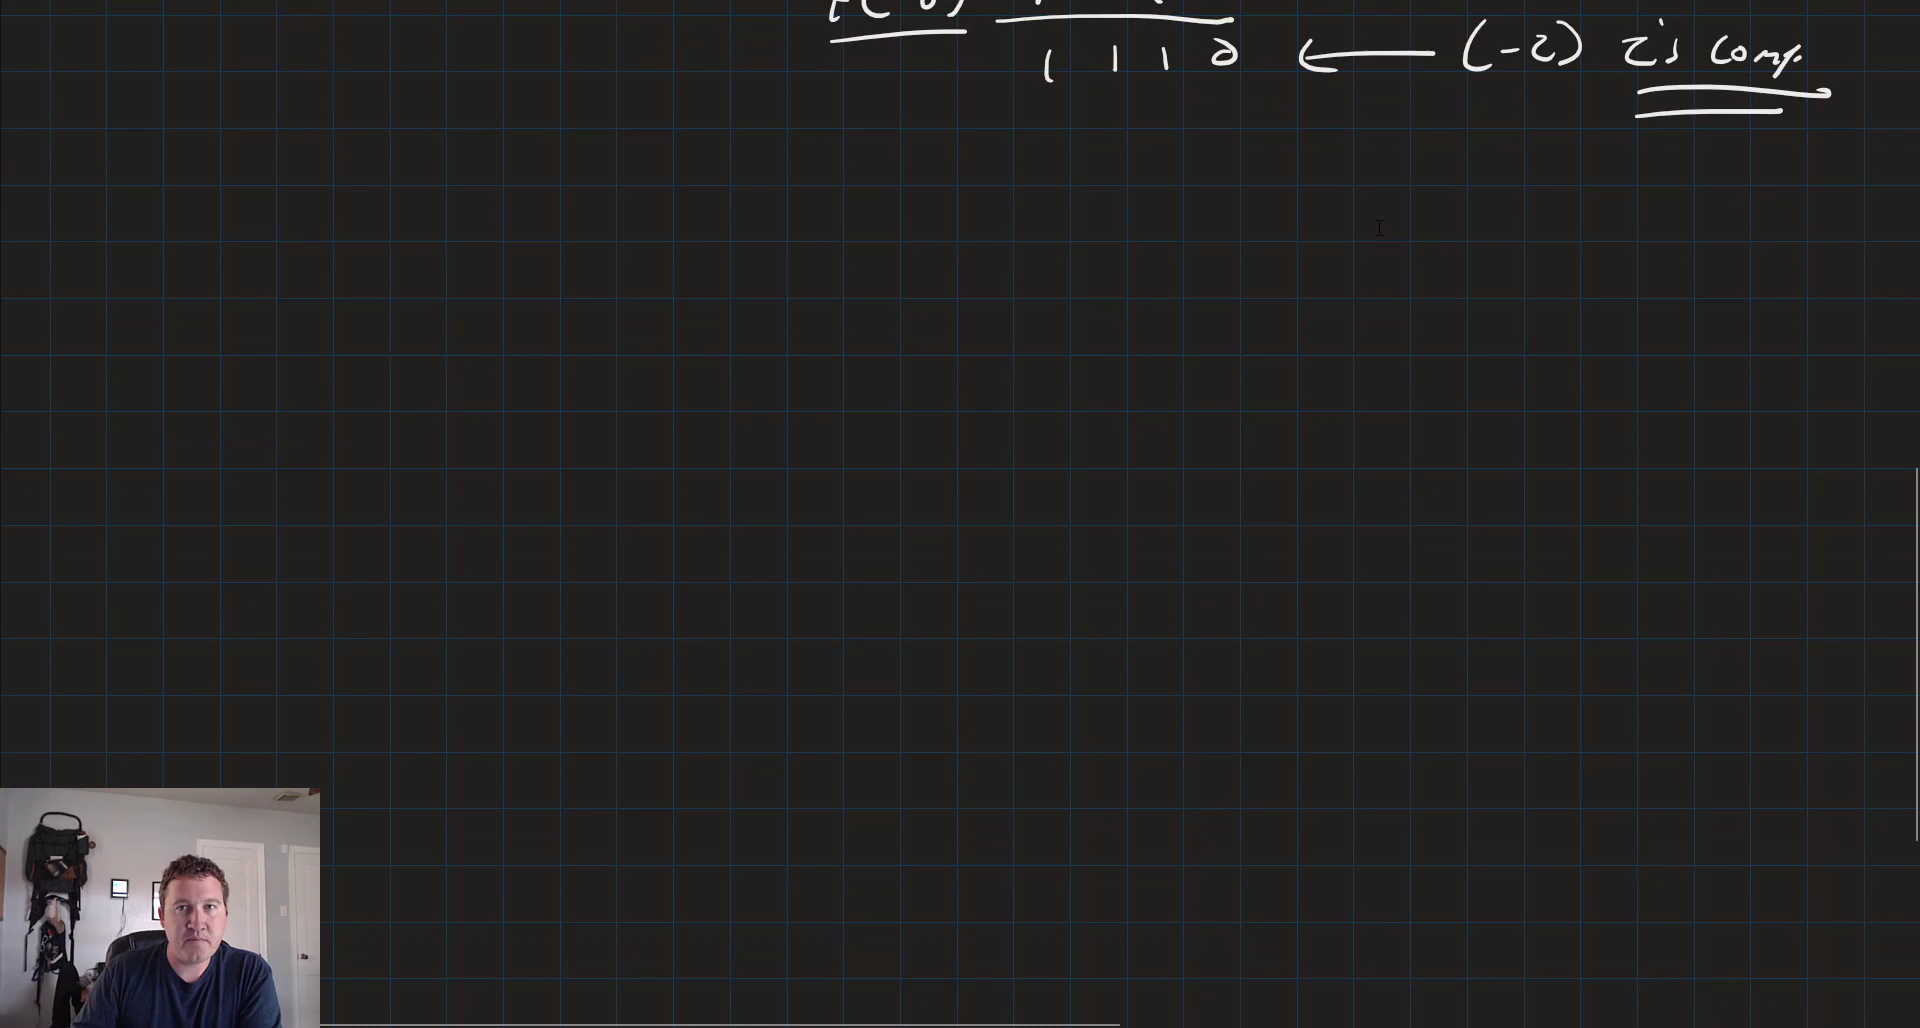 1 1 1 0 ← (-2) 2's comp.